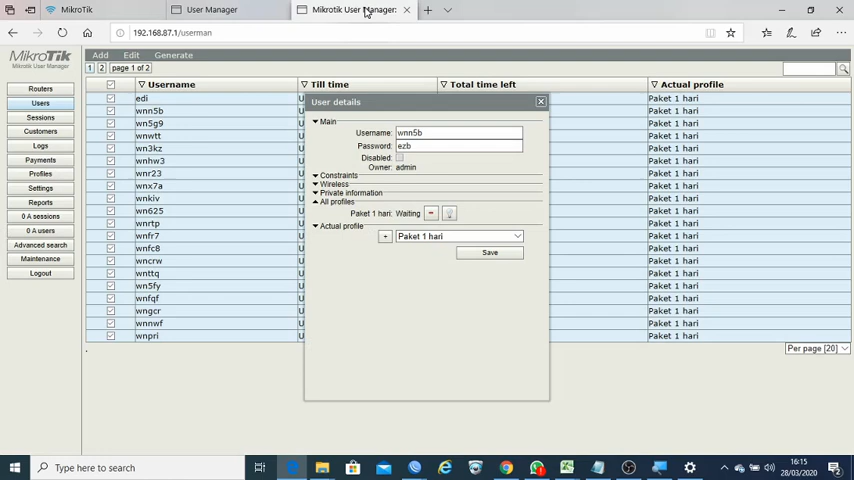 MikroTik
User Manager
Mikrotik User Manager:
192.168.87.1/userman
MikroTik
Mikrotik User Manager
Add Edit Generate
1 2 page 1 of 2
Username Till time Total time left Actual profile
edi U Paket 1 hari
wnn5b U Paket 1 hari
wn5g9 U Paket 1 hari
wnwtt U Paket 1 hari
wn3kz U Paket 1 hari
wnhw3 U Paket 1 hari
wnr23 U Paket 1 hari
wnx7a U Paket 1 hari
wnkiv U Paket 1 hari
wn625 U Paket 1 hari
wnrtp U Paket 1 hari
wnfr7 U Paket 1 hari
wnfc8 U Paket 1 hari
wncrw U Paket 1 hari
wnttq U Paket 1 hari
wn5fy U Paket 1 hari
wnfqf U Paket 1 hari
wngcr U Paket 1 hari
wnnwf U Paket 1 hari
wnpri U Paket 1 hari
Per page [20]
Routers
Users
Sessions
Customers
Logs
Payments
Profiles
Settings
Reports
0 A sessions
0 A users
Advanced search
Maintenance
Logout
User details
Main
Username: wnn5b
Password: ezb
Disabled:
Owner: admin
Constraints
Wireless
Private information
All profiles
Paket 1 hari: Waiting
Actual profile
+ Paket 1 hari
Save
Type here to search
16:15
28/03/2020